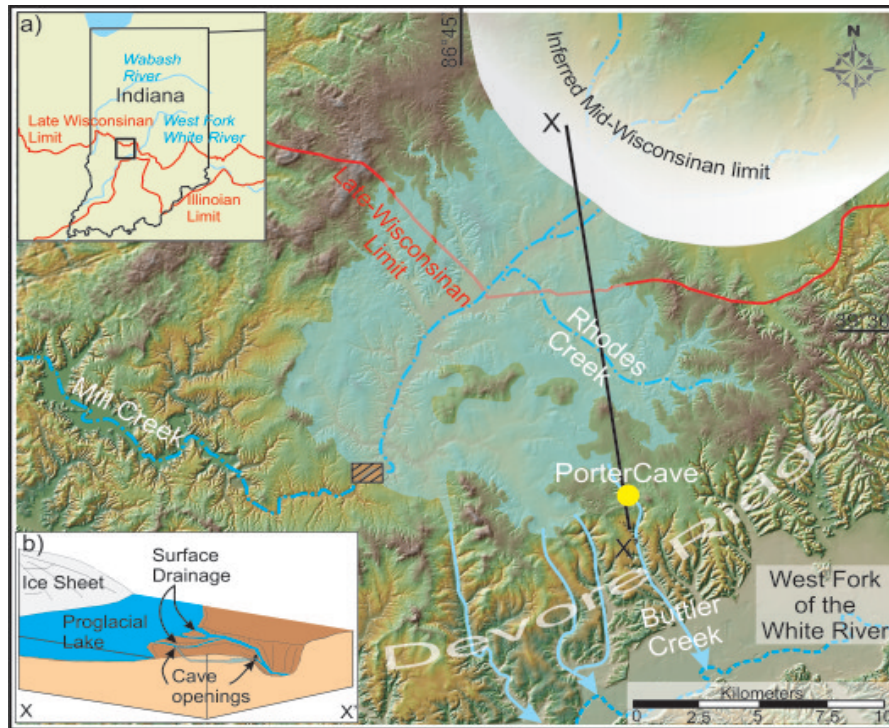 a)
Wabash
River
Indiana
Late Wisconsinan
Limit
West Fork
White River
Illinoian
Limit
86°45'
N
Inferred Mid-Wisconsinan limit
X
Late-Wisconsinan
Limit
Rhodes
Creek
Mill Creek
PorterCave
X'
Devora Ridge
Buttler
Creek
West Fork
of the
White River
Kilometers
0 2.5 5 7.5
b)
Ice Sheet
Surface
Drainage
Proglacial
Lake
Cave
openings
X
X'